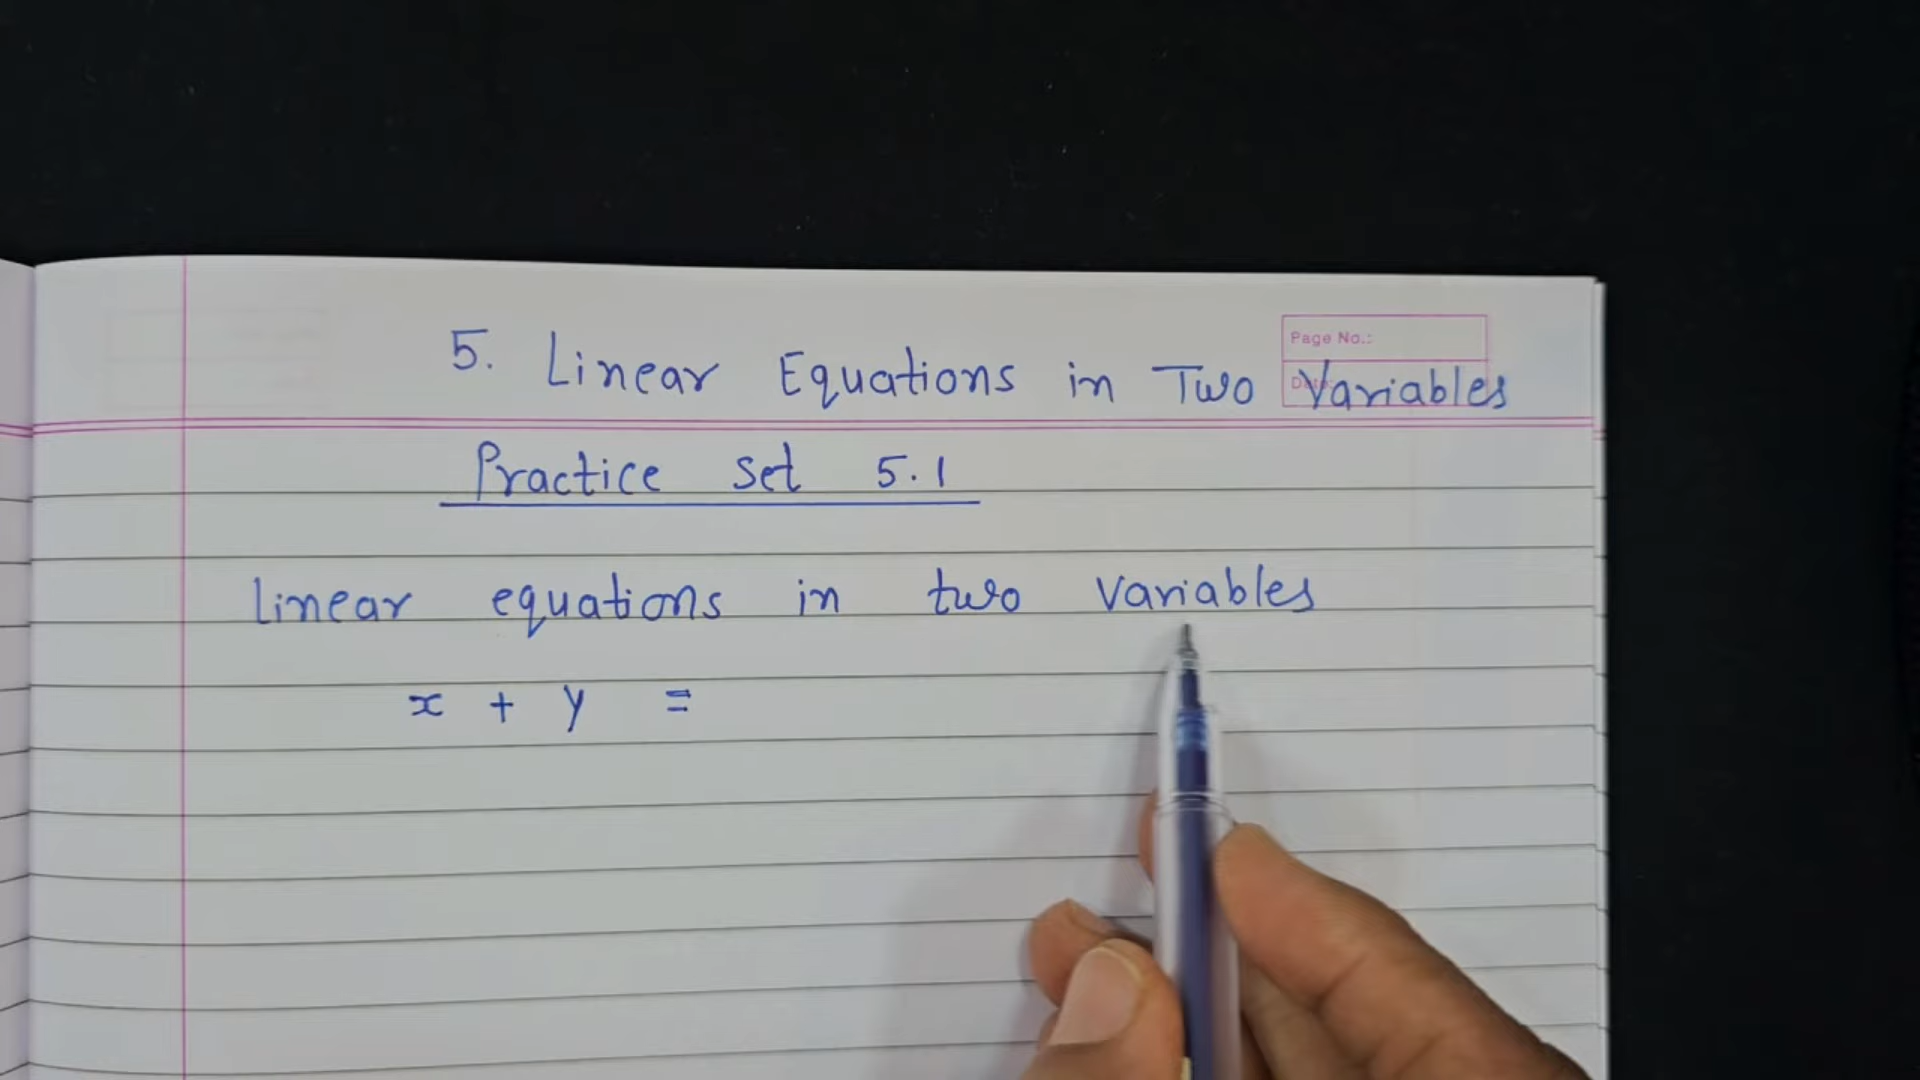 Page No.:
5. Linear Equations in Two Variables
Practice Set 5.1
Linear equations in two variables
x + y =